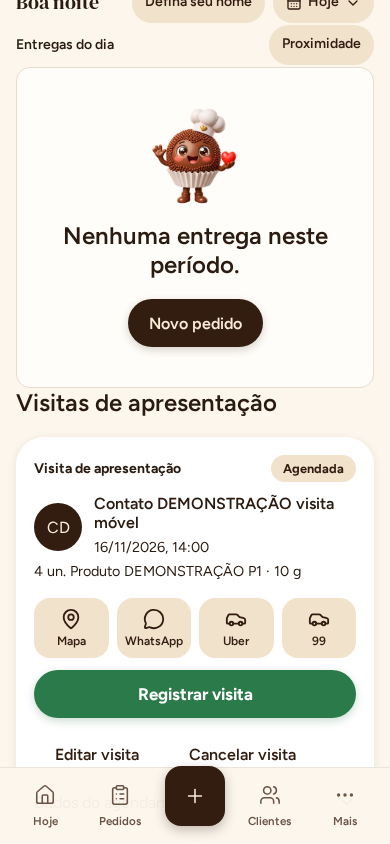 Boa noite
Defina seu nome
Hoje
Entregas do dia
Proximidade
Nenhuma entrega neste
período.
Novo pedido
Visitas de apresentação
Visita de apresentação
Agendada
CD
Contato DEMONSTRAÇÃO visita
móvel
16/11/2026, 14:00
4 un. Produto DEMONSTRAÇÃO P1 · 10 g
Mapa
WhatsApp
Uber
99
Registrar visita
Editar visita
Cancelar visita
Hoje
Pedidos
Clientes
Mais